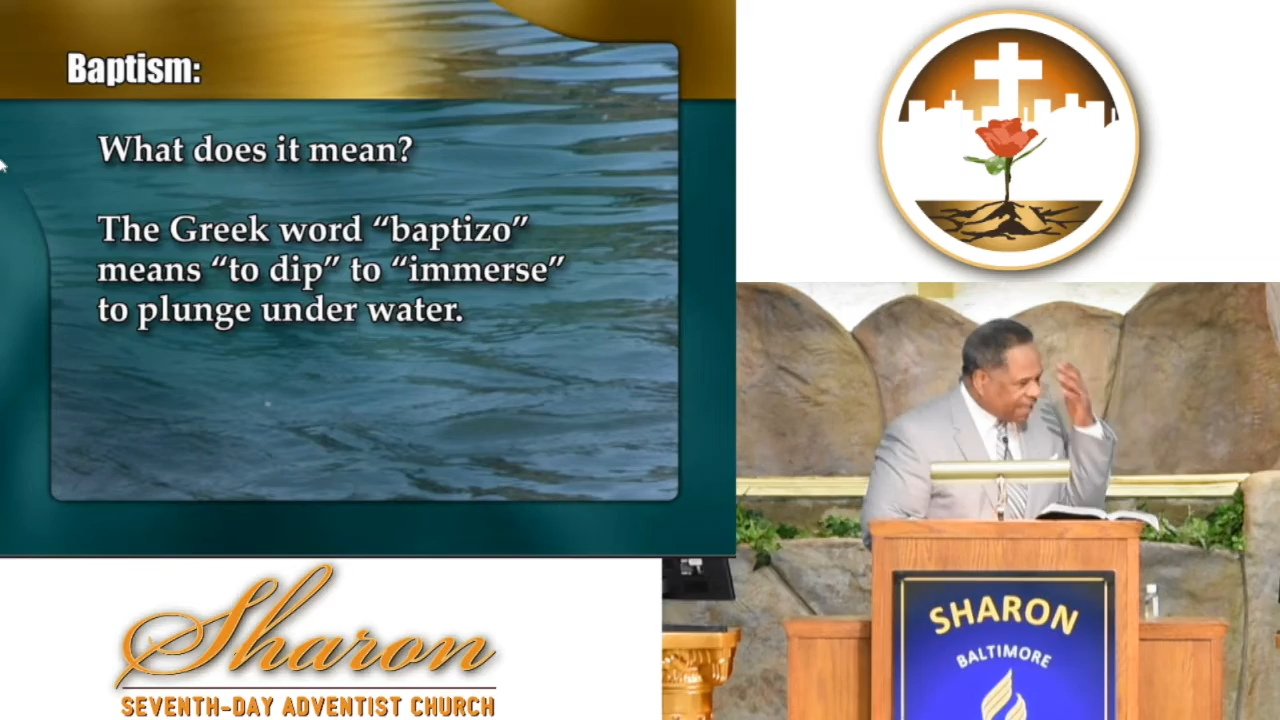 Baptism:
What does it mean?
The Greek word “baptizo”
means “to dip” to “immerse”
to plunge under water.
Sharon
SEVENTH-DAY ADVENTIST CHURCH
SHARON
BALTIMORE